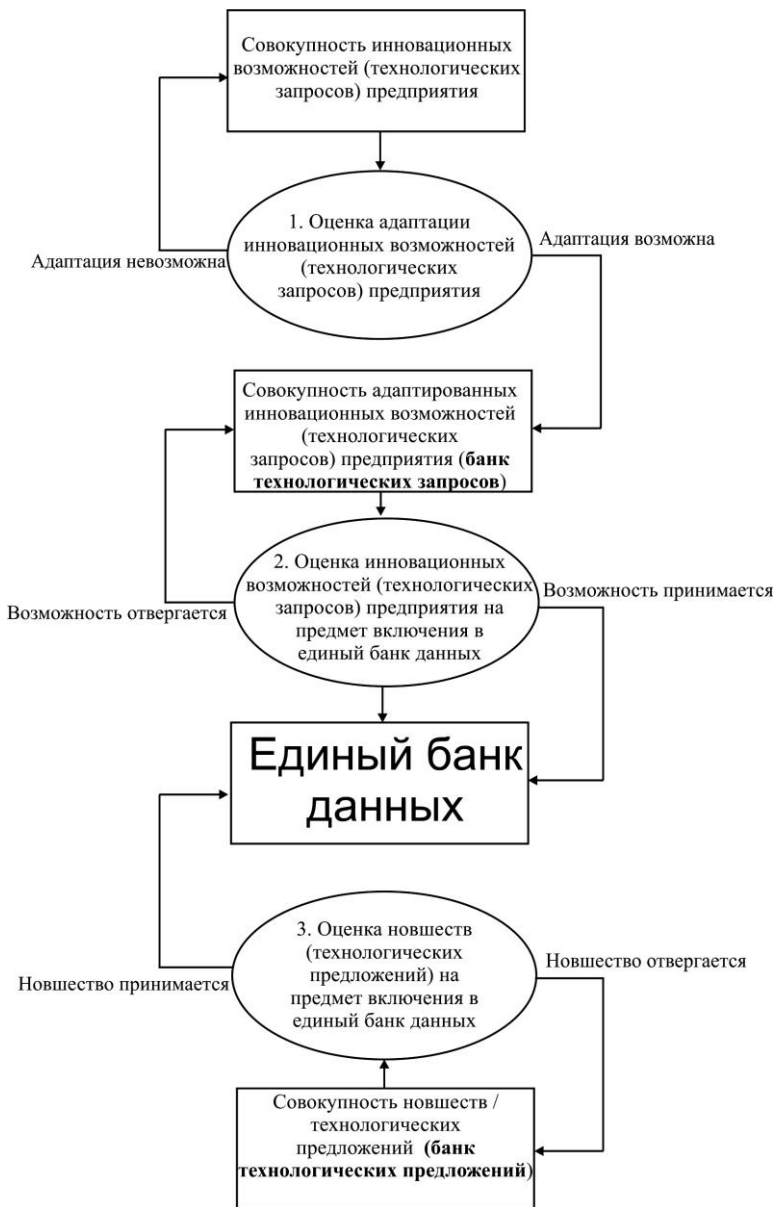 Совокупность инновационных
возможностей (технологических
запросов) предприятия
1. Оценка адаптации
инновационных возможностей
(технологических
запросов) предприятия
Адаптация невозможна
Адаптация возможна
Совокупность адаптированных
инновационных возможностей
(технологических
запросов) предприятия (банк
технологических запросов)
2. Оценка инновационных
возможностей (технологических
запросов) предприятия на
предмет включения в
единый банк данных
Возможность отвергается
Возможность принимается
Единый банк
данных
3. Оценка новшеств
(технологических
предложений) на
предмет включения в
единый банк данных
Новшество принимается
Новшество отвергается
Совокупность новшеств /
технологических
предложений (банк
технологических предложений)